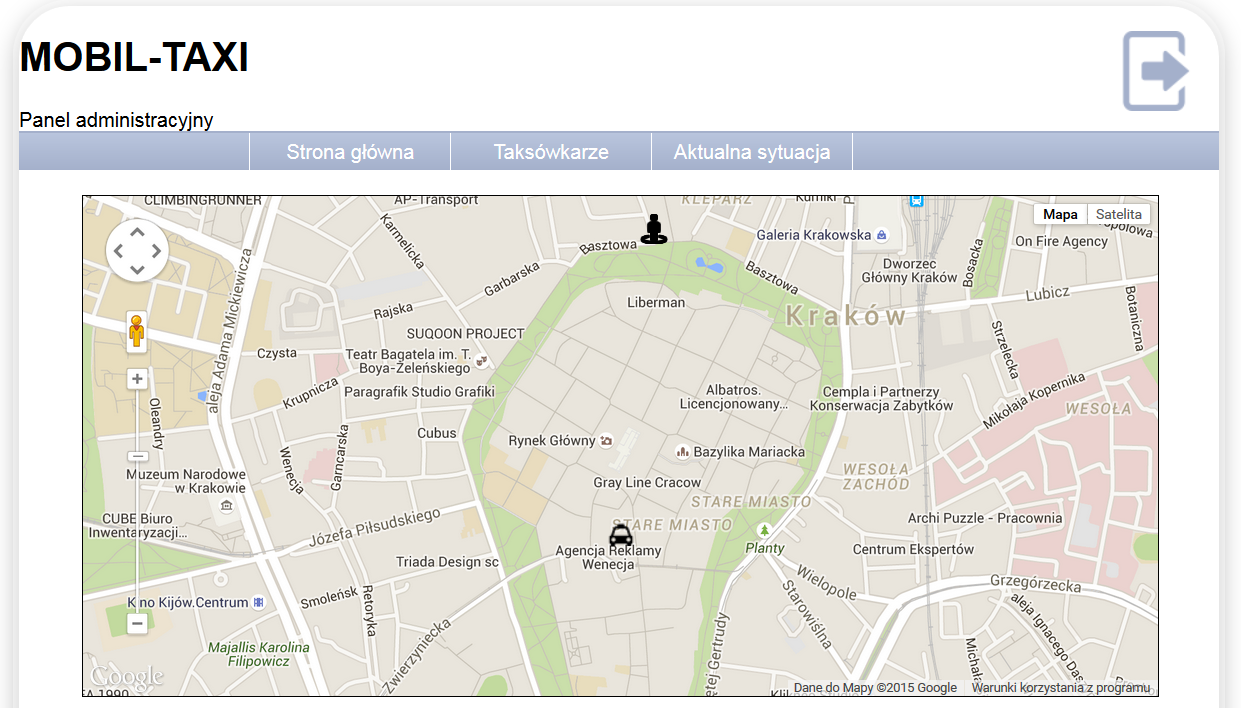 MOBIL-TAXI
Panel administracyjny
Strona główna
Taksówkarze
Aktualna sytuacja
CLIMBINGRUNNER
AP-Transport
KLEPARZ
Kurniki
Mapa
Satelita
Topolowa
Karmelicka
Basztowa
Galeria Krakowska
On Fire Agency
Garbarska
Basztowa
Dworzec
Główny Kraków
Bosacka
aleja Adama Mickiewicza
Rajska
Liberman
Kraków
Lubicz
Botaniczna
SUQOON PROJECT
Strzelecka
Czysta
Teatr Bagatela im. T.
Boya-Żeleńskiego
Krupnicza
Paragrafik Studio Grafiki
Albatros.
Licencjonowany...
Cempla i Partnerzy
Konserwacja Zabytków
Mikołaja Kopernika
WESOŁA
Oleandry
Cubus
Rynek Główny
Bazylika Mariacka
Garncarska
Wenecja
Muzeum Narodowe
w Krakowie
Gray Line Cracow
WESOŁA
ZACHÓD
STARE MIASTO
CUBE Biuro
Inwentaryzacji...
Józefa Piłsudskiego
STARE MIASTO
Archi Puzzle - Pracownia
Agencja Reklamy
Wenecja
Planty
Centrum Ekspertów
Triada Design sc
Wielopole
Grzegórzecka
Kino Kijów.Centrum
Smoleńsk
Retoryka
Starowiślna
aleja Ignacego Das
Zwierzyniecka
Majallis Karolina
Filipowicz
etej Gertrudy
Michała
Google
EA 1990
Dane do Mapy ©2015 Google
Warunki korzystania z programu